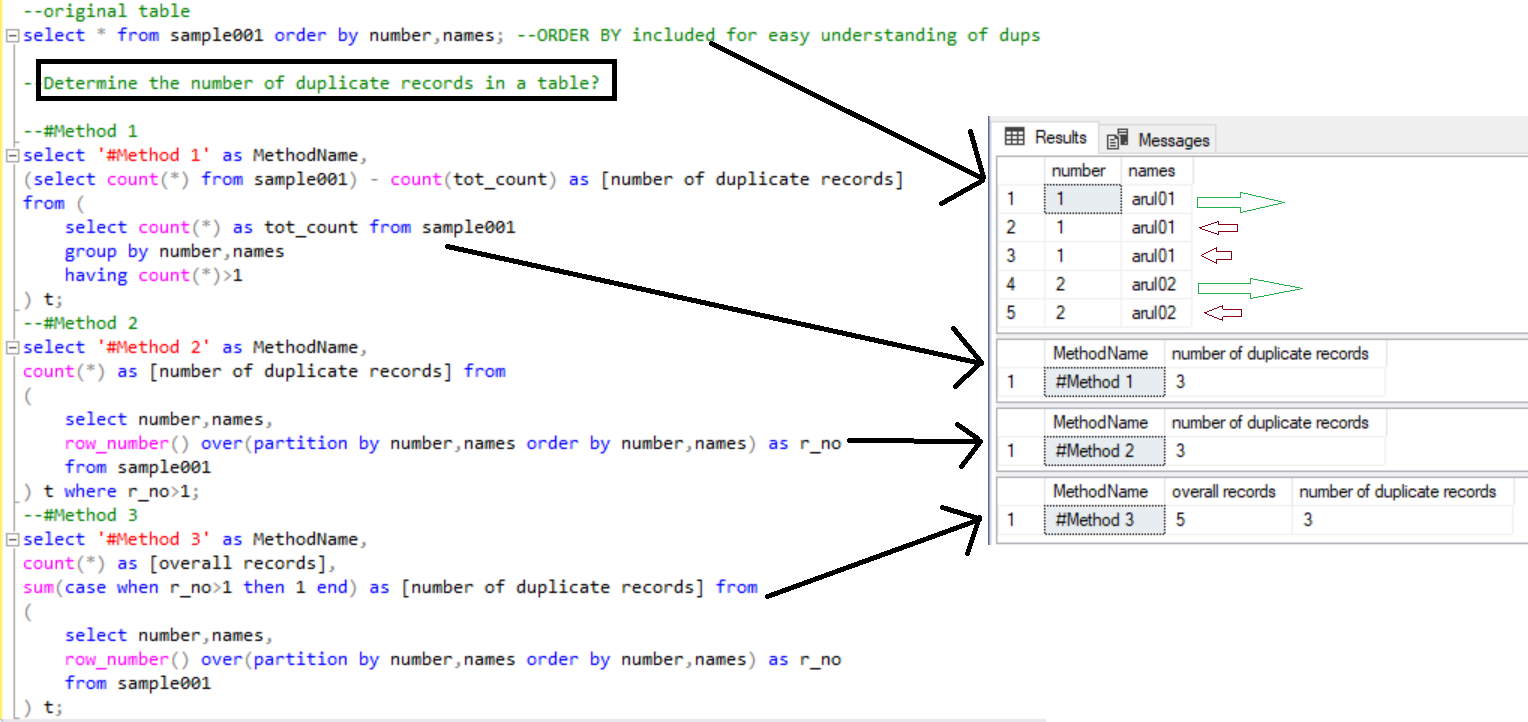 --original table
select * from sample001 order by number,names; --ORDER BY included for easy understanding of dups
-Determine the number of duplicate records in a table?
--#Method 1
select '#Method 1' as MethodName,
(select count(*) from sample001) - count(tot_count) as [number of duplicate records]
from (
select count(*) as tot_count from sample001
group by number,names
having count(*)>1
) t;
--#Method 2
select '#Method 2' as MethodName,
count(*) as [number of duplicate records] from
(
select number,names,
row_number() over(partition by number,names order by number,names) as r_no
from sample001
) t where r_no>1;
--#Method 3
select '#Method 3' as MethodName,
count(*) as [overall records],
sum(case when r_no>1 then 1 end) as [number of duplicate records] from
(
select number,names,
row_number() over(partition by number,names order by number,names) as r_no
from sample001
) t;
Results Messages
number names
1 1 arul01
2 1 arul01
3 1 arul01
4 2 arul02
5 2 arul02
MethodName number of duplicate records
1 #Method 1 3
MethodName number of duplicate records
1 #Method 2 3
MethodName overall records number of duplicate records
1 #Method 3 5 3